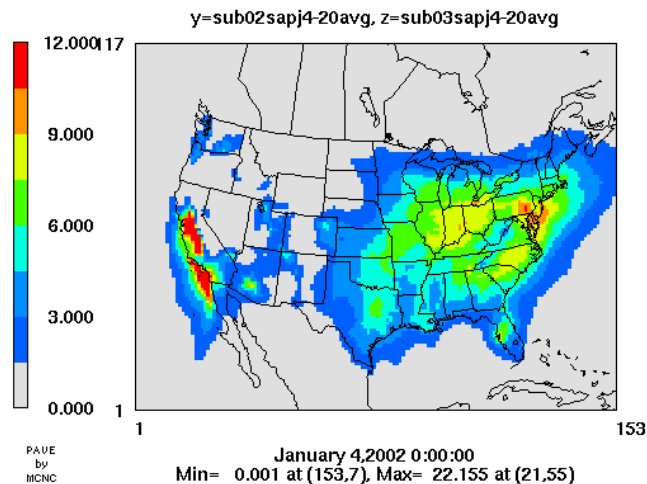 y=sub02sapj4-20avg, z=sub03sapj4-20avg
12.000
117
9.000
6.000
3.000
0.000
1
1
153
PAVE
by
MCNC
January 4,2002 0:00:00
Min= 0.001 at (153,7), Max= 22.155 at (21,55)